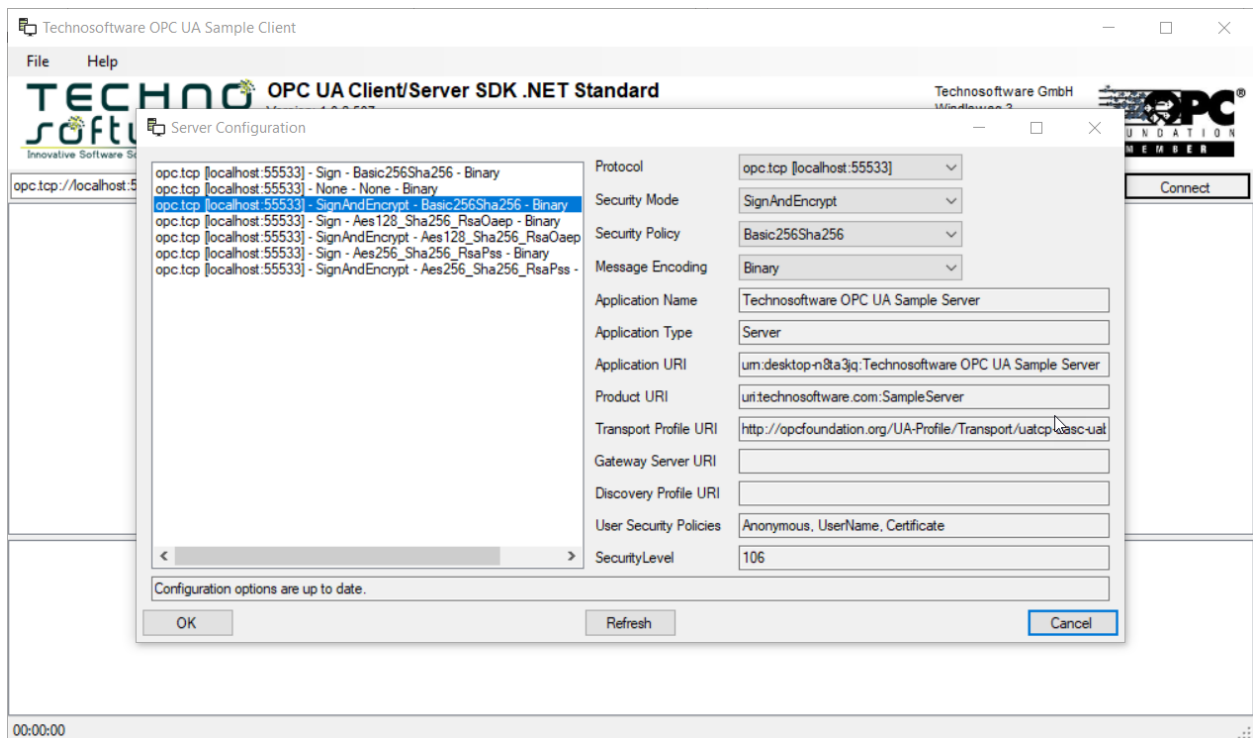 Technosoftware OPC UA Sample Client
File Help
TECHNO
Innovative Software
OPC UA Client/Server SDK .NET Standard
Technosoftware GmbH
OPC®
UNDATION
MEMBER
opc.tcp://localhost:5
Connect
Server Configuration
opc.tcp [localhost:55533] - Sign - Basic256Sha256 - Binary
opc.tcp [localhost:55533] - None - None - Binary
opc.tcp [localhost:55533] - SignAndEncrypt - Basic256Sha256 - Binary
opc.tcp [localhost:55533] - Sign - Aes128_Sha256_RsaOaep - Binary
opc.tcp [localhost:55533] - SignAndEncrypt - Aes128_Sha256_RsaOaep
opc.tcp [localhost:55533] - Sign - Aes256_Sha256_RsaPss - Binary
opc.tcp [localhost:55533] - SignAndEncrypt - Aes256_Sha256_RsaPss -
Protocol opc.tcp [localhost:55533]
Security Mode SignAndEncrypt
Security Policy Basic256Sha256
Message Encoding Binary
Application Name Technosoftware OPC UA Sample Server
Application Type Server
Application URI urn:desktop-n8ta3jq:Technosoftware OPC UA Sample Server
Product URI uri:technosoftware.com:SampleServer
Transport Profile URI http://opcfoundation.org/UA-Profile/Transport/uatcp-uasc-uab
Gateway Server URI
Discovery Profile URI
User Security Policies Anonymous, UserName, Certificate
SecurityLevel 106
Configuration options are up to date.
OK Refresh Cancel
00:00:00